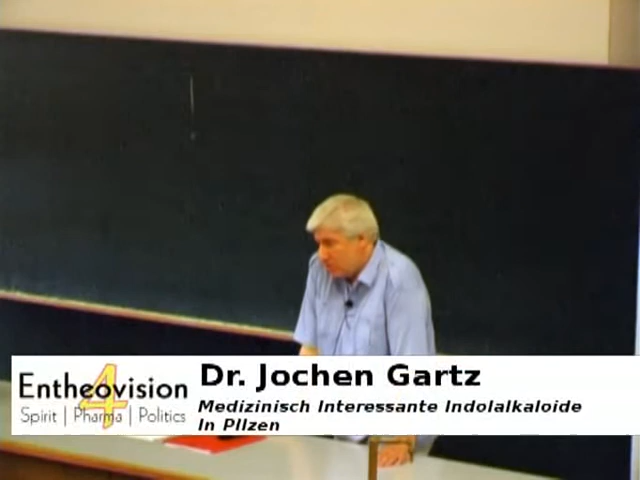 Entheovision
4
Spirit | Pharma | Politics
Dr. Jochen Gartz
Medizinisch Interessante Indolalkaloide
In PIlzen